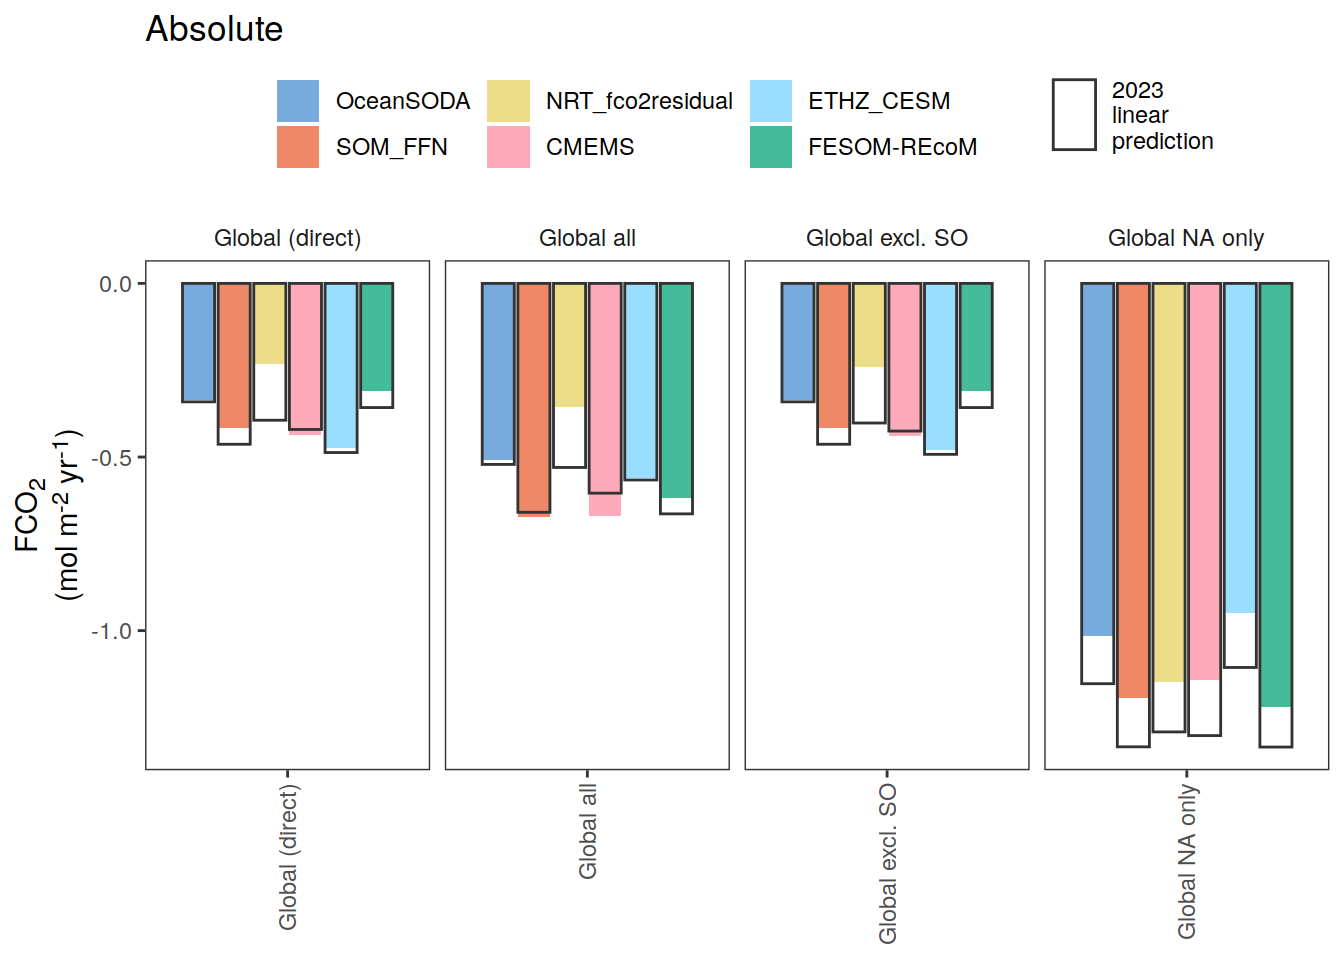 Absolute
OceanSODA
SOM_FFN
NRT_fco2residual
CMEMS
ETHZ_CESM
FESOM-REcoM
2023
linear
prediction
Global (direct)
Global all
Global excl. SO
Global NA only
FCO₂
(mol m⁻² yr⁻¹)
0.0
-0.5
-1.0
Global (direct)
Global all
Global excl. SO
Global NA only